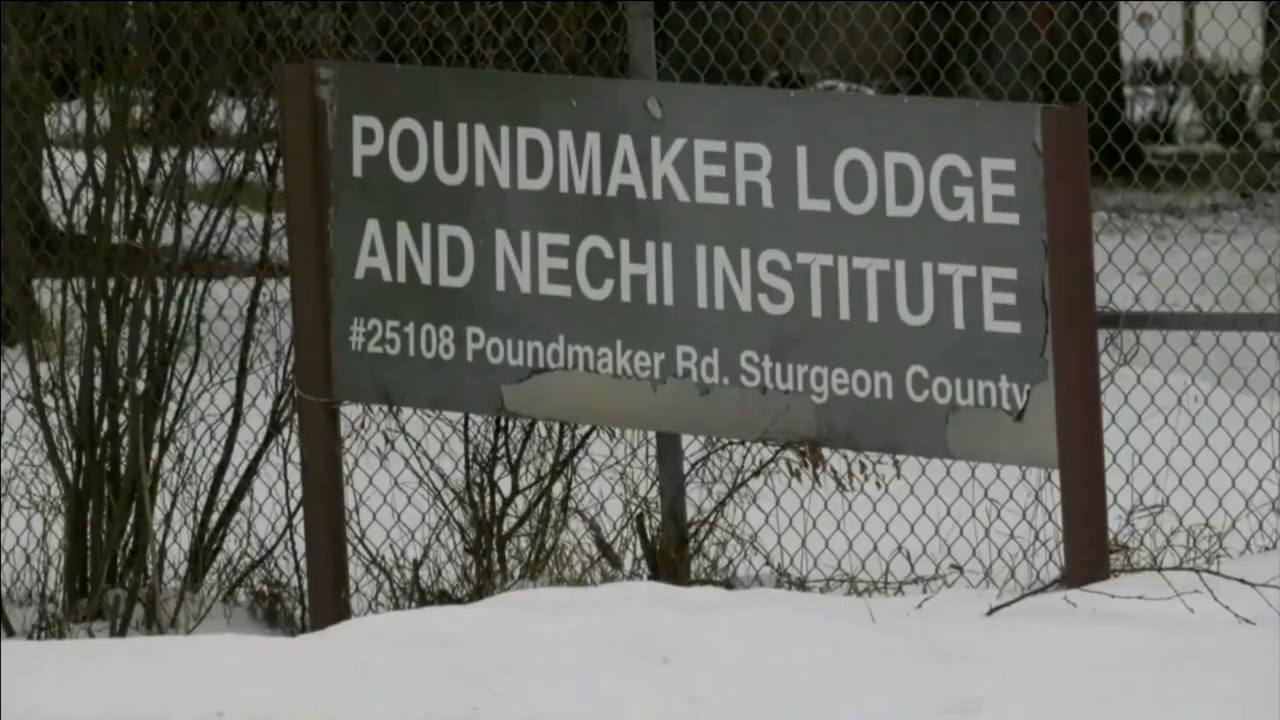 POUNDMAKER LODGE
AND NECHI INSTITUTE
#25108 Poundmaker Rd. Sturgeon County